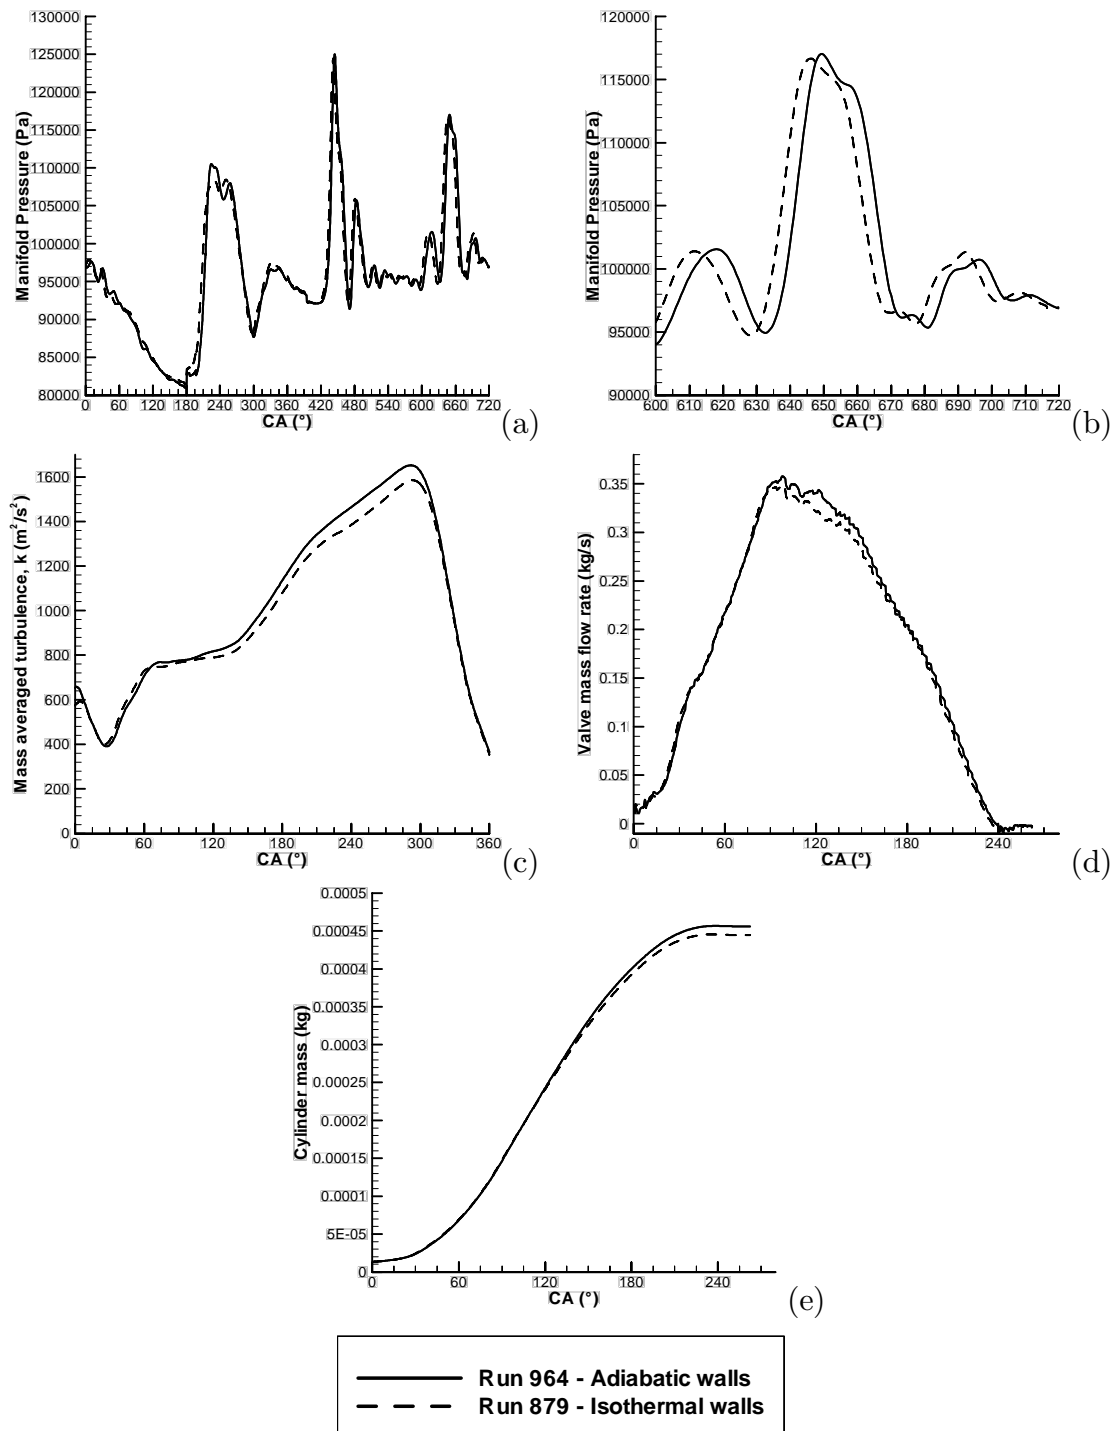 130000
125000
120000
115000
110000
105000
100000
95000
90000
85000
80000
Manifold Pressure (Pa)
0 60 120 180 240 300 360 420 480 540 600 660 720
CA (°)
(a)
120000
115000
110000
105000
100000
95000
90000
Manifold Pressure (Pa)
600 610 620 630 640 650 660 670 680 690 700 710 720
CA (°)
(b)
1600
1400
1200
1000
800
600
400
200
0
Mass averaged turbulence, k (m²/s²)
0 60 120 180 240 300 360
CA (°)
(c)
0.35
0.3
0.25
0.2
0.15
0.1
0.05
0
Valve mass flow rate (kg/s)
0 60 120 180 240
CA (°)
(d)
0.0005
0.00045
0.0004
0.00035
0.0003
0.00025
0.0002
0.00015
0.0001
5E-05
0
Cylinder mass (kg)
0 60 120 180 240
CA (°)
(e)
Run 964 - Adiabatic walls
Run 879 - Isothermal walls